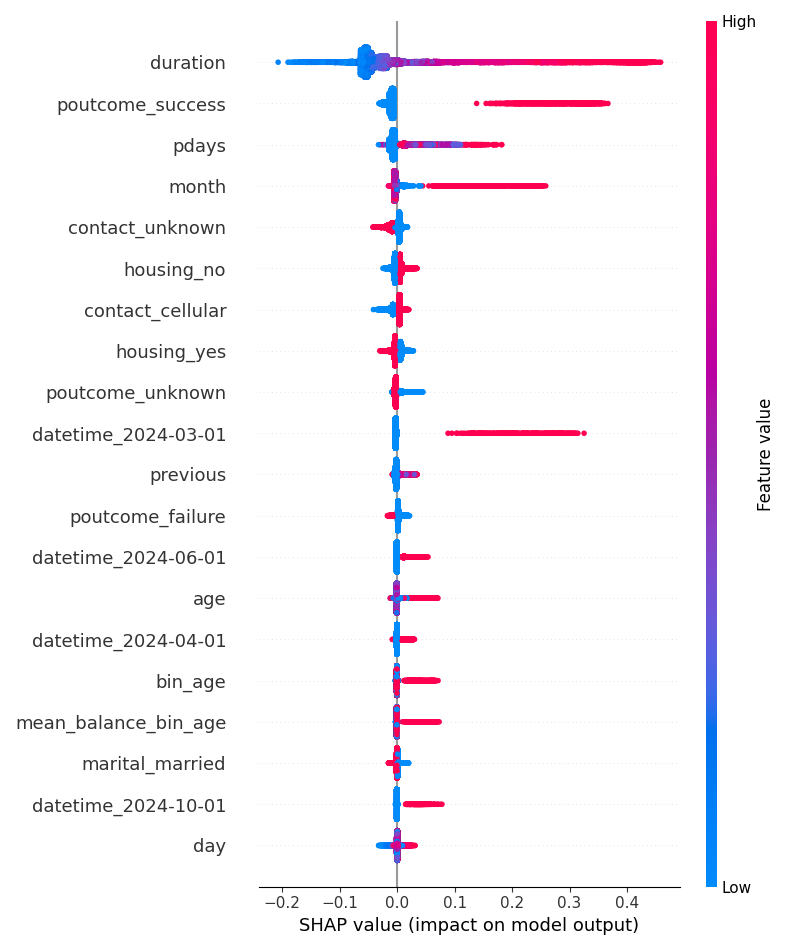 High
duration
poutcome_success
pdays
month
contact_unknown
housing_no
contact_cellular
housing_yes
poutcome_unknown
datetime_2024-03-01
previous
poutcome_failure
datetime_2024-06-01
age
datetime_2024-04-01
bin_age
mean_balance_bin_age
marital_married
datetime_2024-10-01
day
Feature value
Low
−0.2 −0.1 0.0 0.1 0.2 0.3 0.4
SHAP value (impact on model output)